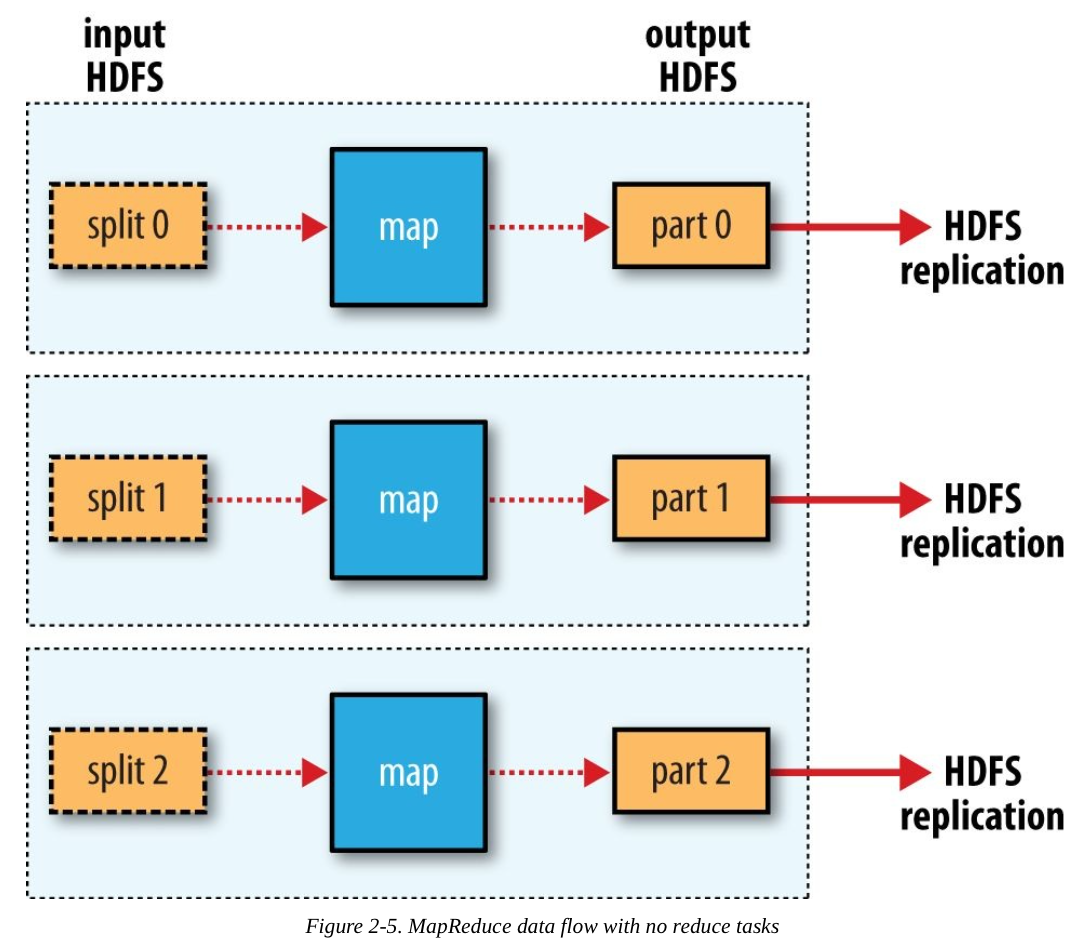 input
HDFS
output
HDFS
split 0
map
part 0
HDFS
replication
split 1
map
part 1
HDFS
replication
split 2
map
part 2
HDFS
replication
Figure 2-5. MapReduce data flow with no reduce tasks